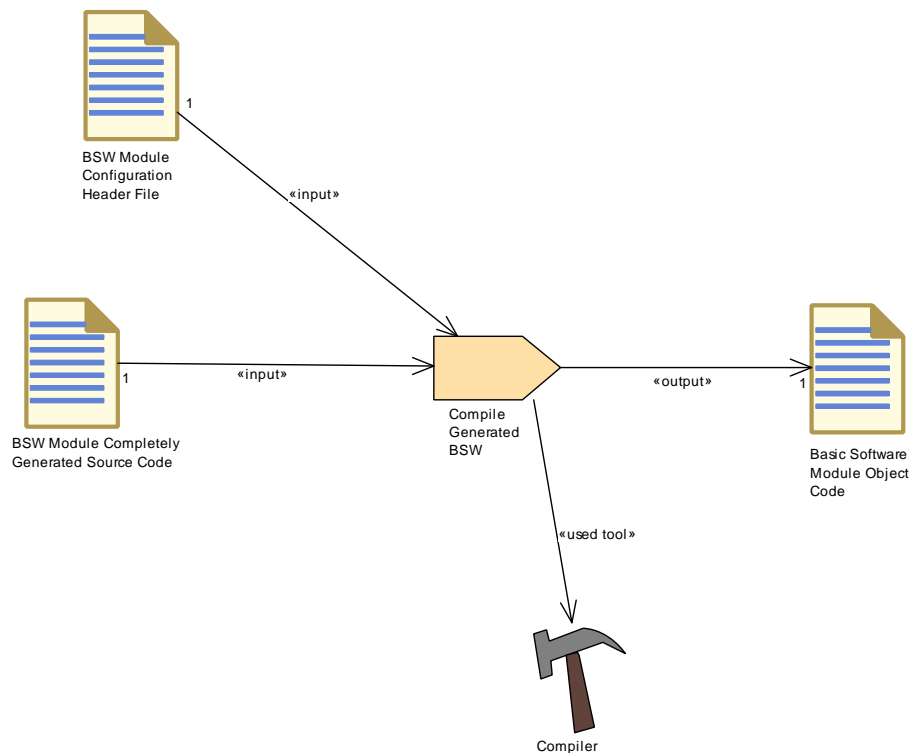 1
BSW Module
Configuration
Header File
«input»
1
«input»
BSW Module Completely
Generated Source Code
Compile
Generated
BSW
«output»
1
Basic Software
Module Object
Code
«used tool»
Compiler